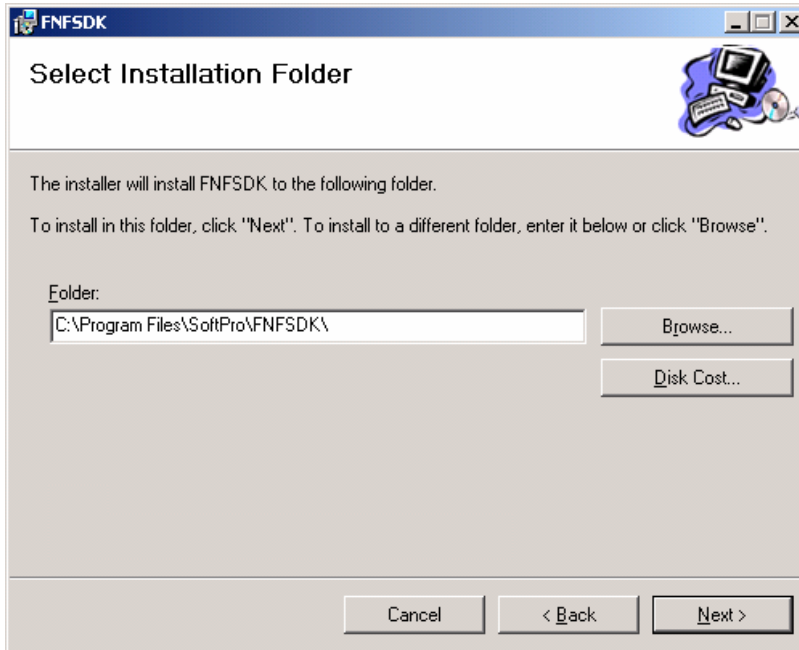 FNFSDK
Select Installation Folder
The installer will install FNFSDK to the following folder.
To install in this folder, click "Next". To install to a different folder, enter it below or click "Browse".
Folder:
C:\Program Files\SoftPro\FNFSDK\
Browse...
Disk Cost...
Cancel
< Back
Next >